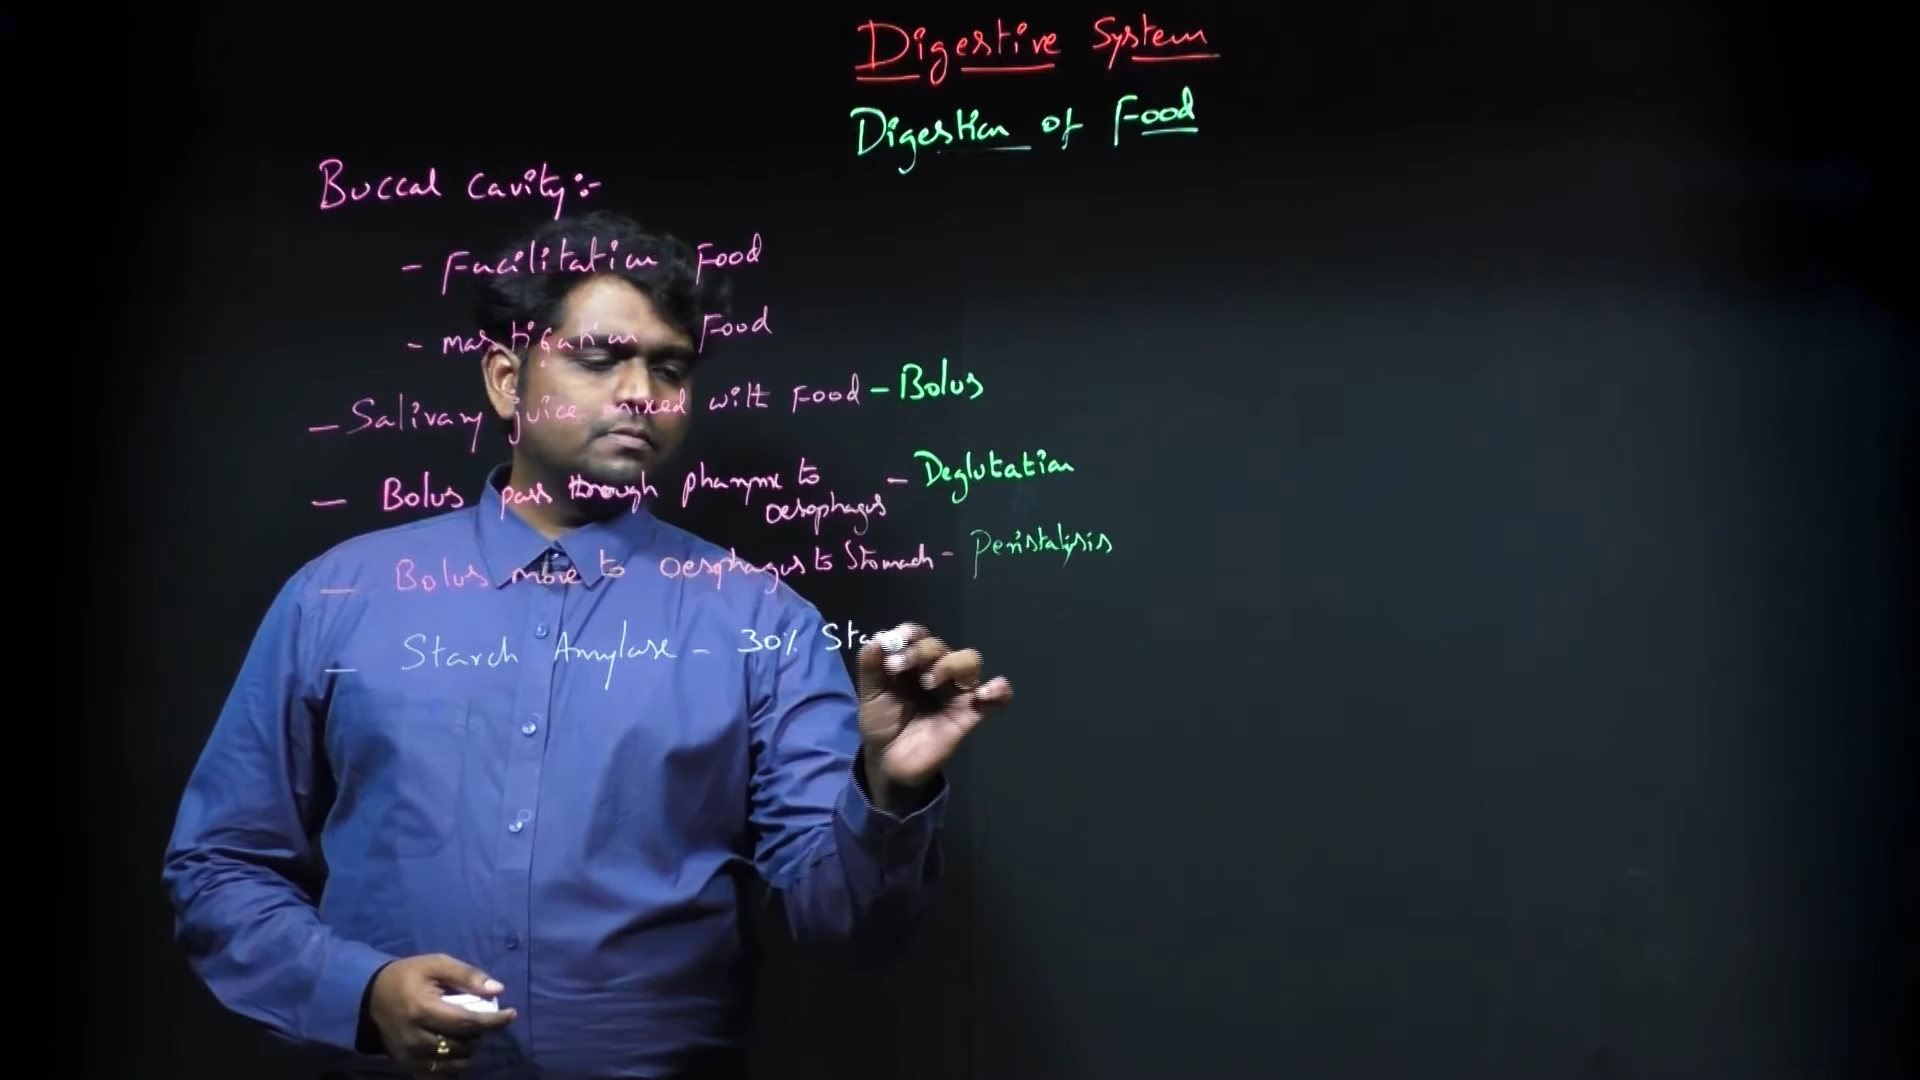 Digestive System
Digestion of Food
Buccal cavity:-
- Facilitation Food
- mastigation Food
- Salivary juice mixed with Food - Bolus
- Bolus pass through pharynx to oesophagus - Deglutation
- Bolus move to oesophagus to Stomach - Peristalysis
- Starch Amylase - 30% Sta